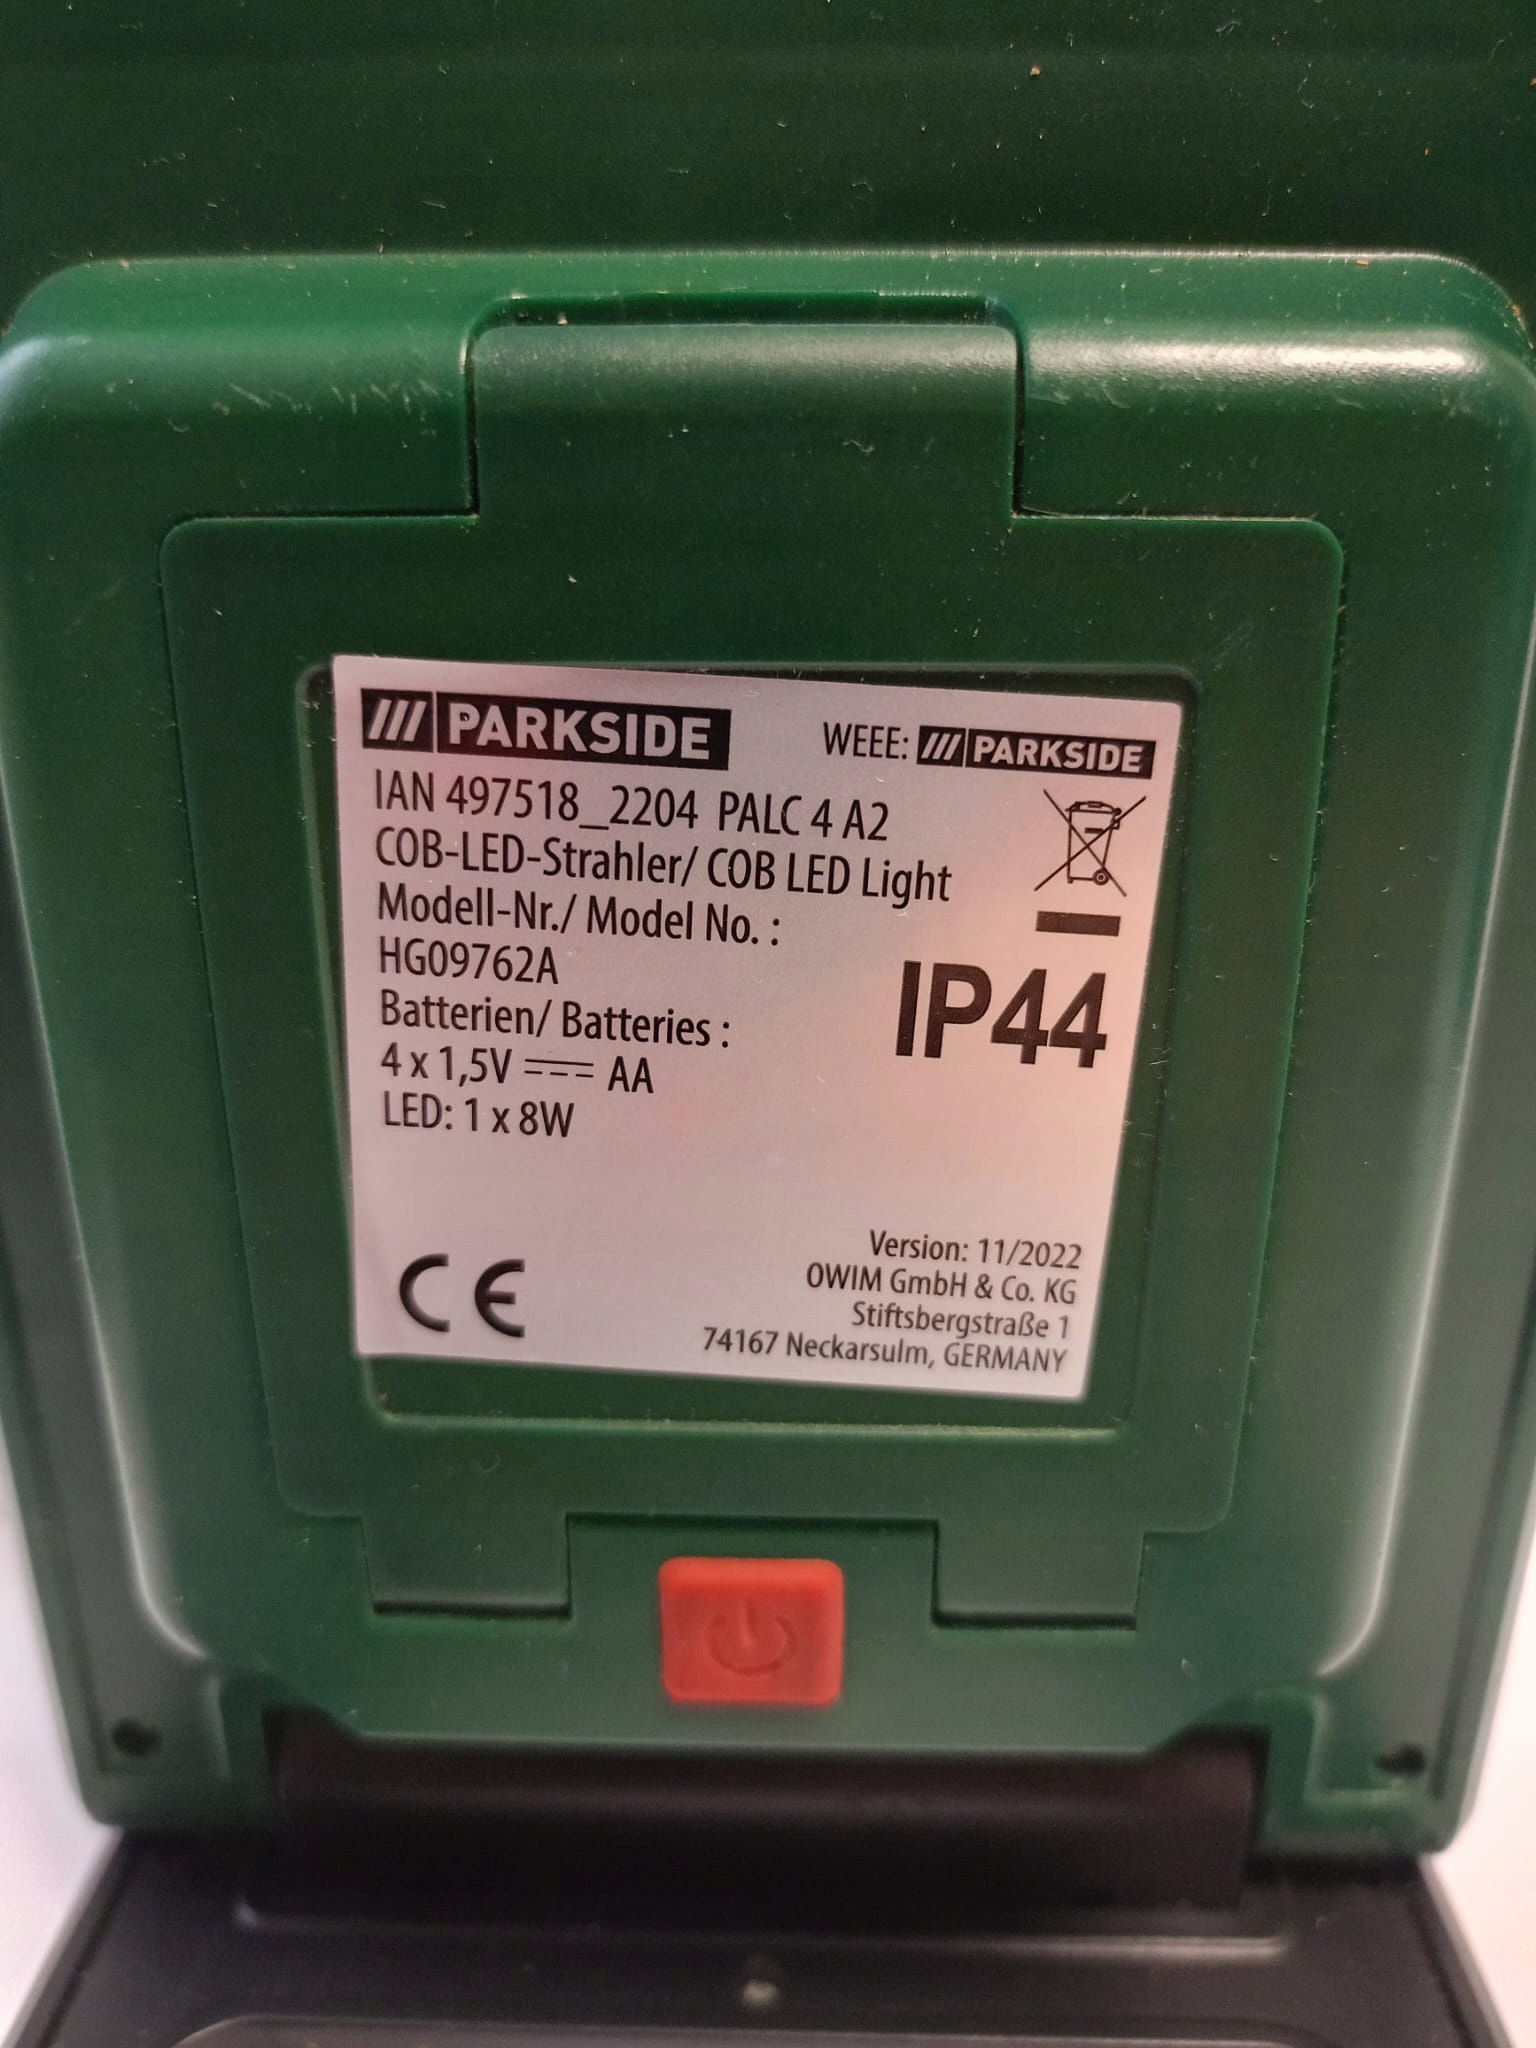 PARKSIDE
WEEE: PARKSIDE
IAN 497518_2204 PALC 4 A2
COB-LED-Strahler/ COB LED Light
Modell-Nr./ Model No. :
HG09762A
Batterien/ Batteries :
4 x 1,5V AA
LED: 1 x 8W
IP44
CE
Version: 11/2022
OWIM GmbH & Co. KG
Stiftsbergstraße 1
74167 Neckarsulm, GERMANY